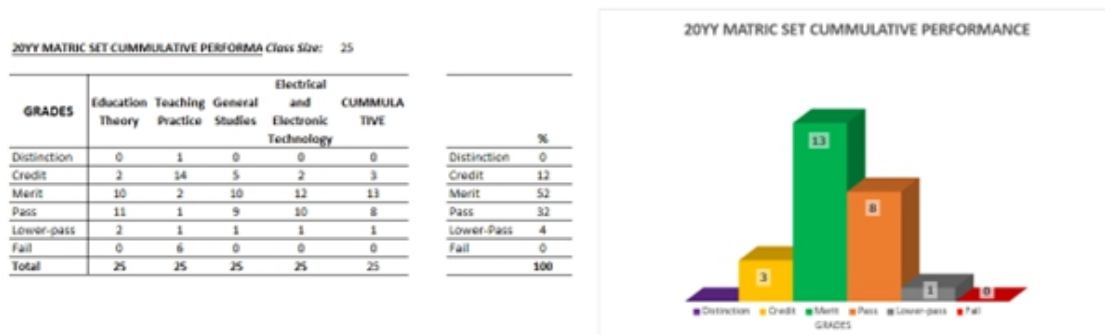 20YY MATRIC SET CUMMULATIVE PERFORMA Class Size: 25
GRADES Education Theory Teaching Practice General Studies Electrical and Electronic Technology CUMMULA TIVE
Distinction 0 1 0 0 0
Credit 2 14 5 2 3
Merit 10 2 10 12 13
Pass 11 1 9 10 8
Lower-pass 2 1 1 1 1
Fail 0 6 0 0 0
Total 25 25 25 25 25
%
Distinction 0
Credit 12
Merit 52
Pass 32
Lower-Pass 4
Fail 0
100
20YY MATRIC SET CUMMULATIVE PERFORMANCE
13
8
3
1
0
Distinction Credit Merit Pass Lower-pass Fail
GRADES